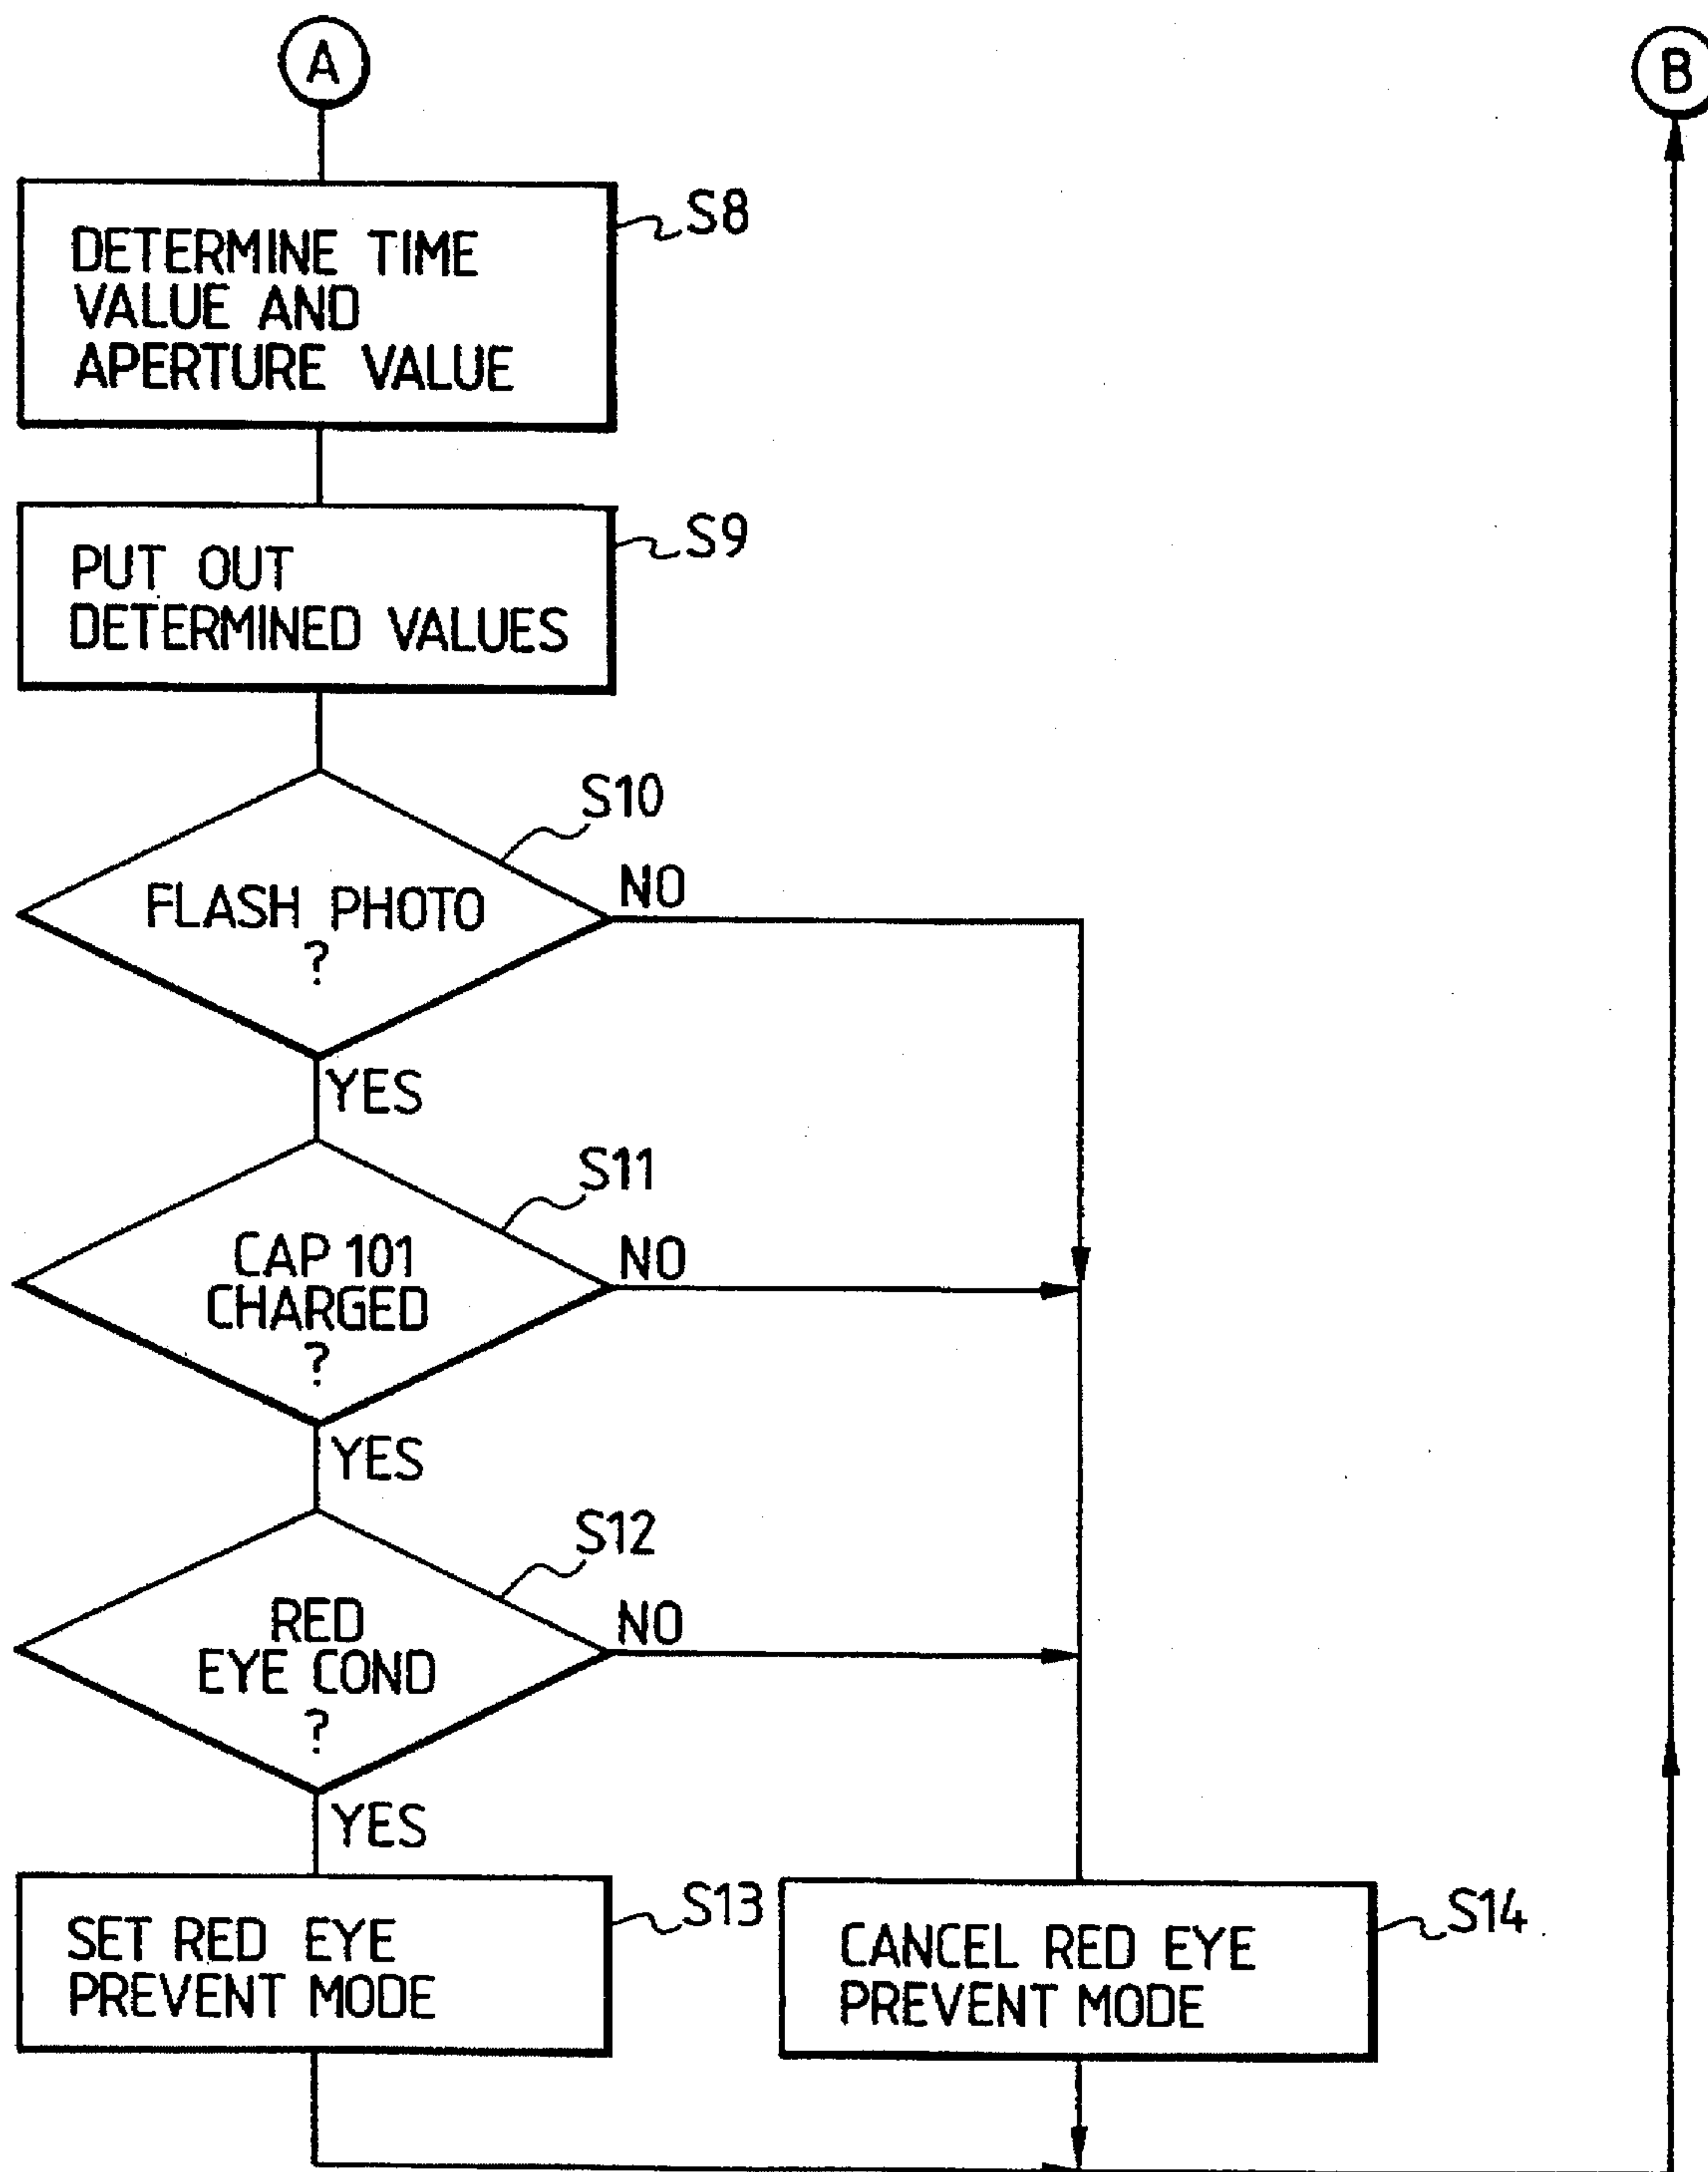 A
B
S8
DETERMINE TIME
VALUE AND
APERTURE VALUE
S9
PUT OUT
DETERMINED VALUES
S10
FLASH PHOTO
?
NO
YES
S11
CAP 101
CHARGED
?
NO
YES
S12
RED
EYE COND
?
NO
YES
S13
SET RED EYE
PREVENT MODE
S14
CANCEL RED EYE
PREVENT MODE